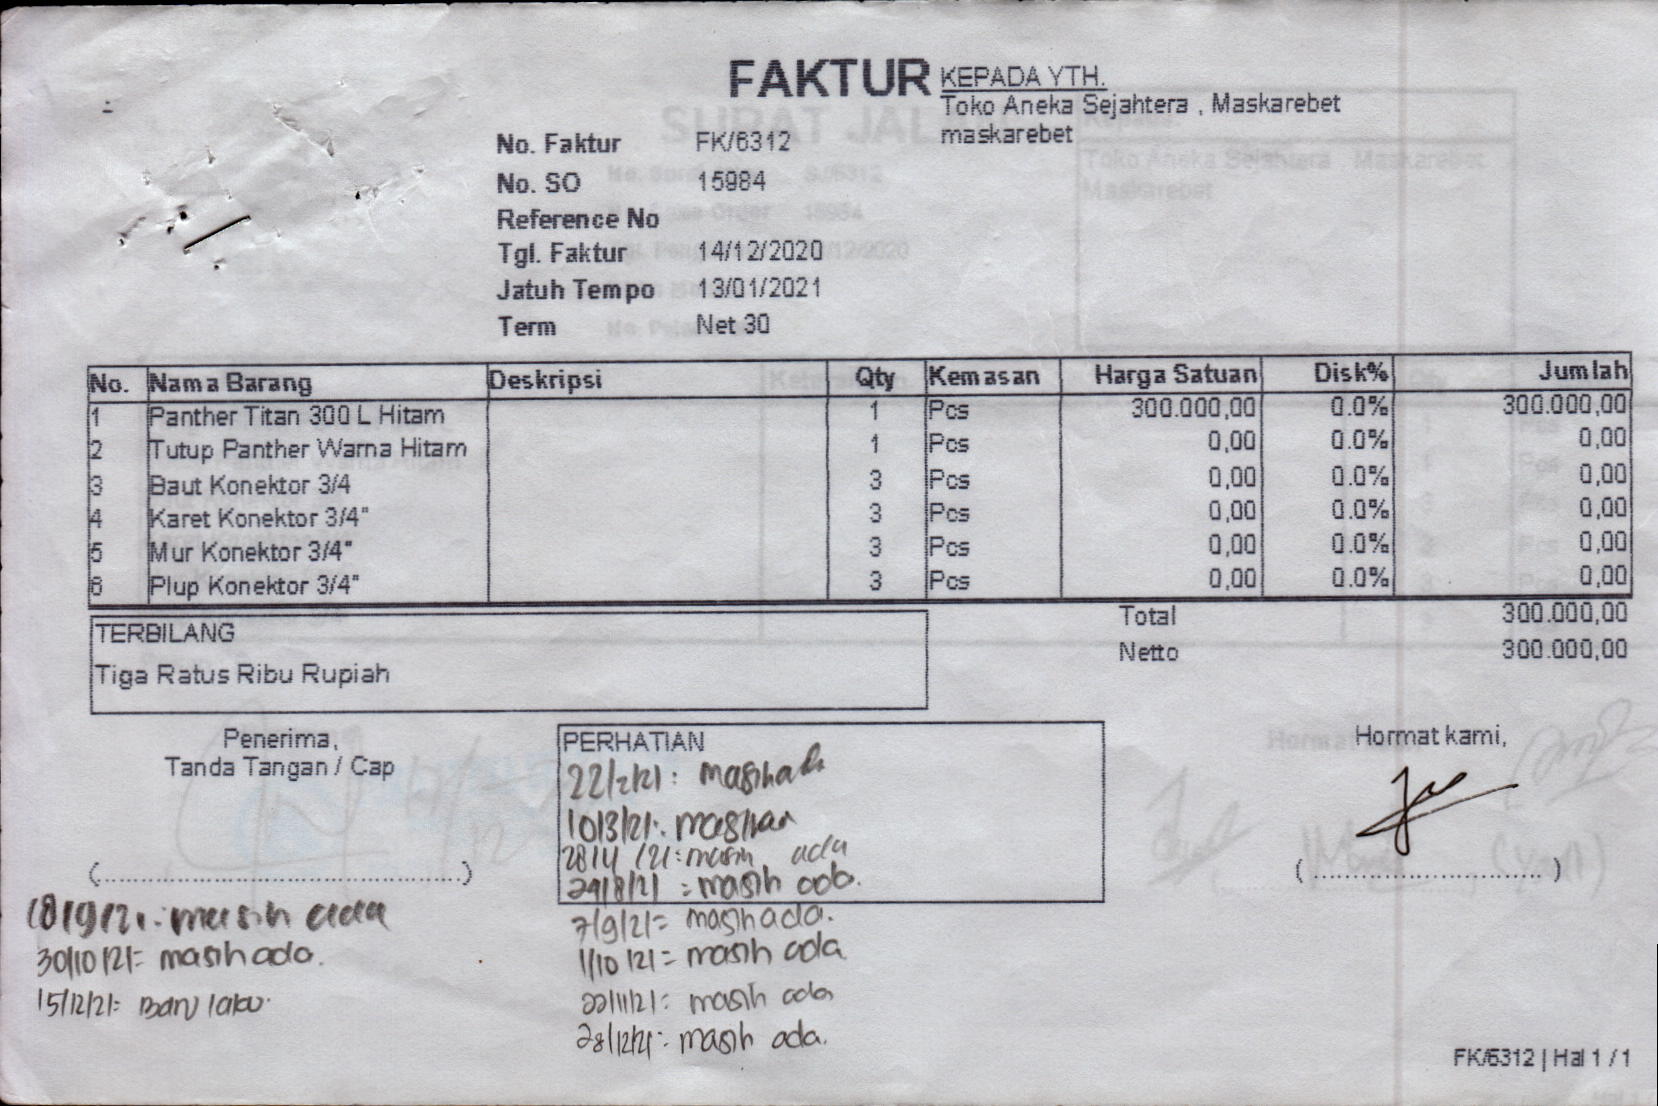 FAKTUR
KEPADA YTH.
Toko Aneka Sejahtera , Maskarebet
maskarebet
No. Faktur FK/6312
No. SO 15984
Reference No
Tgl. Faktur 14/12/2020
Jatuh Tempo 13/01/2021
Term Net 30
No. Nama Barang Deskripsi Qty Kemasan Harga Satuan Disk% Jumlah
1 Panther Titan 300 L Hitam 1 Pcs 300.000,00 0.0% 300.000,00
2 Tutup Panther Warna Hitam 1 Pcs 0,00 0.0% 0,00
3 Baut Konektor 3/4 3 Pcs 0,00 0.0% 0,00
4 Karet Konektor 3/4" 3 Pcs 0,00 0.0% 0,00
5 Mur Konektor 3/4" 3 Pcs 0,00 0.0% 0,00
6 Plup Konektor 3/4" 3 Pcs 0,00 0.0% 0,00
Total 300.000,00
Netto 300.000,00
TERBILANG
Tiga Ratus Ribu Rupiah
Penerima,
Tanda Tangan / Cap
(........................................)
18/9/21: masih ada
30/10/21= masih ada.
15/12/21= Baru laku.
PERHATIAN
22/2/21: masih ada
10/3/21:
28/4/21: masih ada
29/8/21 = masih ada.
7/9/21= masih ada.
1/10/21= masih ada
22/11/21: masih ada
28/12/21: masih ada.
Hormat kami,
(........................................)
FK/6312 | Hal 1 / 1